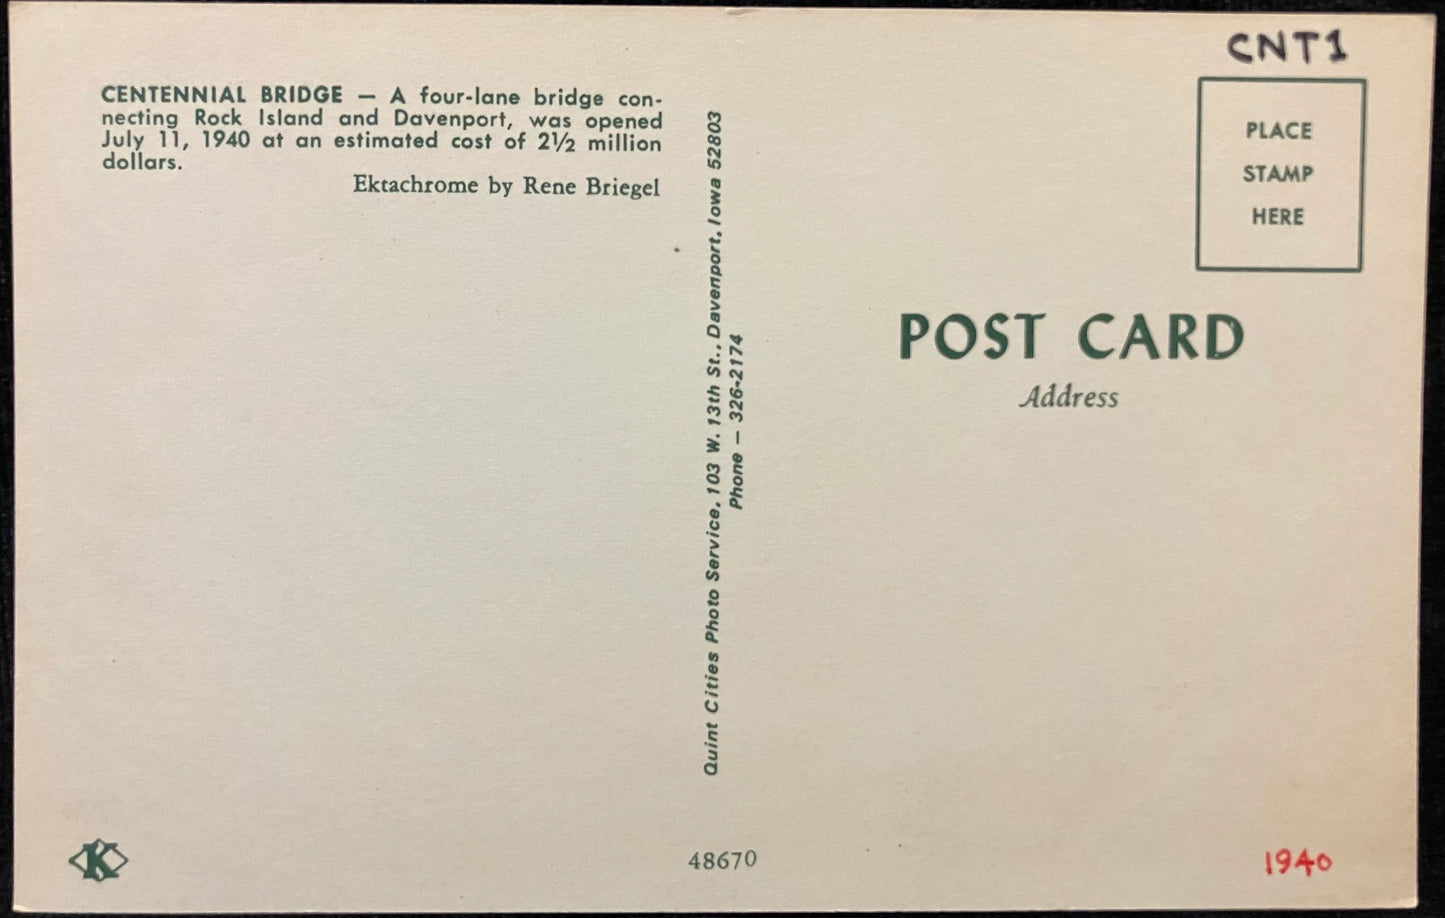 CENTENNIAL BRIDGE — A four-lane bridge con-
necting Rock Island and Davenport, was opened
July 11, 1940 at an estimated cost of 2½ million
dollars.
Ektachrome by Rene Briegel
Quint Cities Photo Service, 103 W. 13th St., Davenport, Iowa 52803
Phone — 326-2174
CNT1
PLACE
STAMP
HERE
POST CARD
Address
K
48670
1940